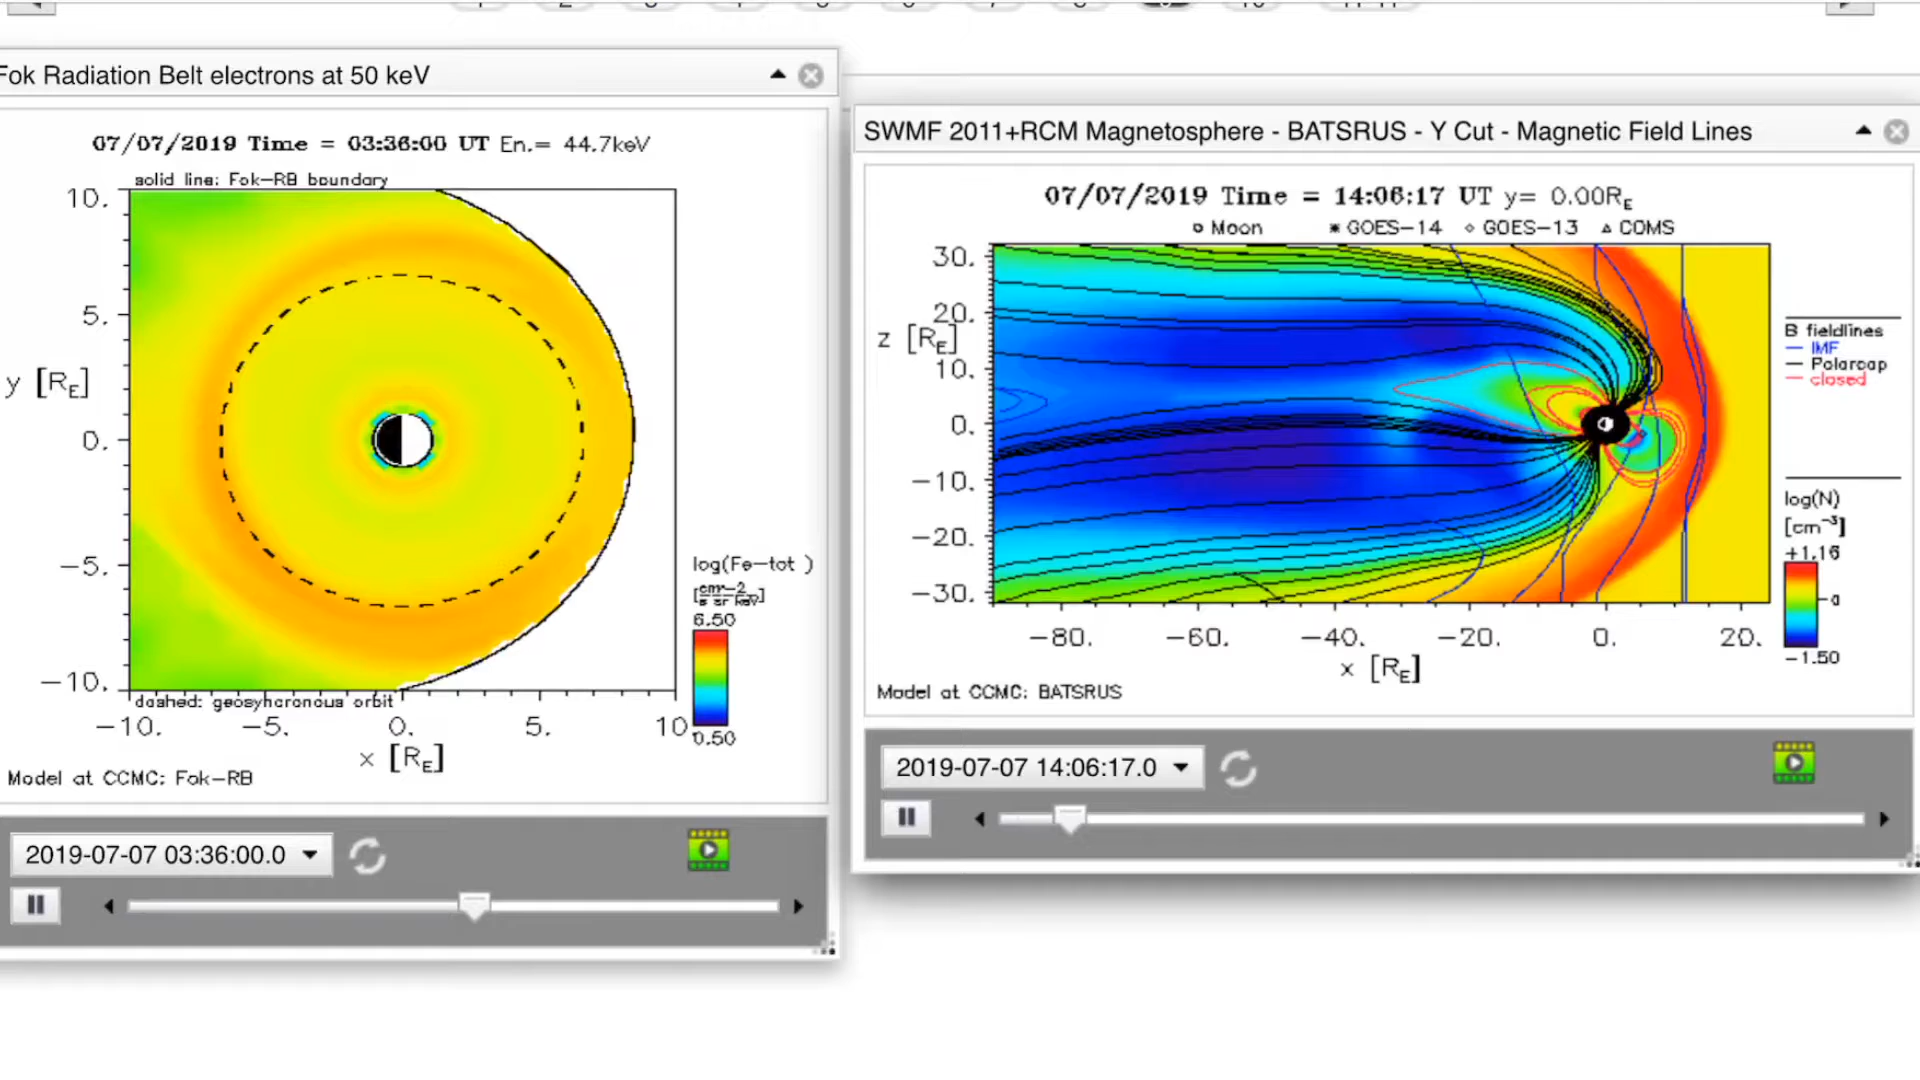 Fok Radiation Belt electrons at 50 keV
07/07/2019 Time = 03:36:00 UT En.= 44.7keV
solid line: Fok-RB boundary
10.
5.
y [RE]
0.
-5.
-10.
dashed: geosyhcronous orbit
-10. -5. 0. 5. 10
x [RE]
log(Fe-tot )
6.50
0.50
Model at CCMC: Fok-RB
2019-07-07 03:36:00.0
SWMF 2011+RCM Magnetosphere - BATSRUS - Y Cut - Magnetic Field Lines
07/07/2019 Time = 14:06:17 UT y= 0.00RE
Moon GOES-14 GOES-13 COMS
30.
20.
z [RE]
10.
0.
-10.
-20.
-30.
-80. -60. -40. -20. 0. 20.
x [RE]
B fieldlines
IMF
Polarcap
closed
log(N)
[cm-3]
+1.16
-1.50
Model at CCMC: BATSRUS
2019-07-07 14:06:17.0